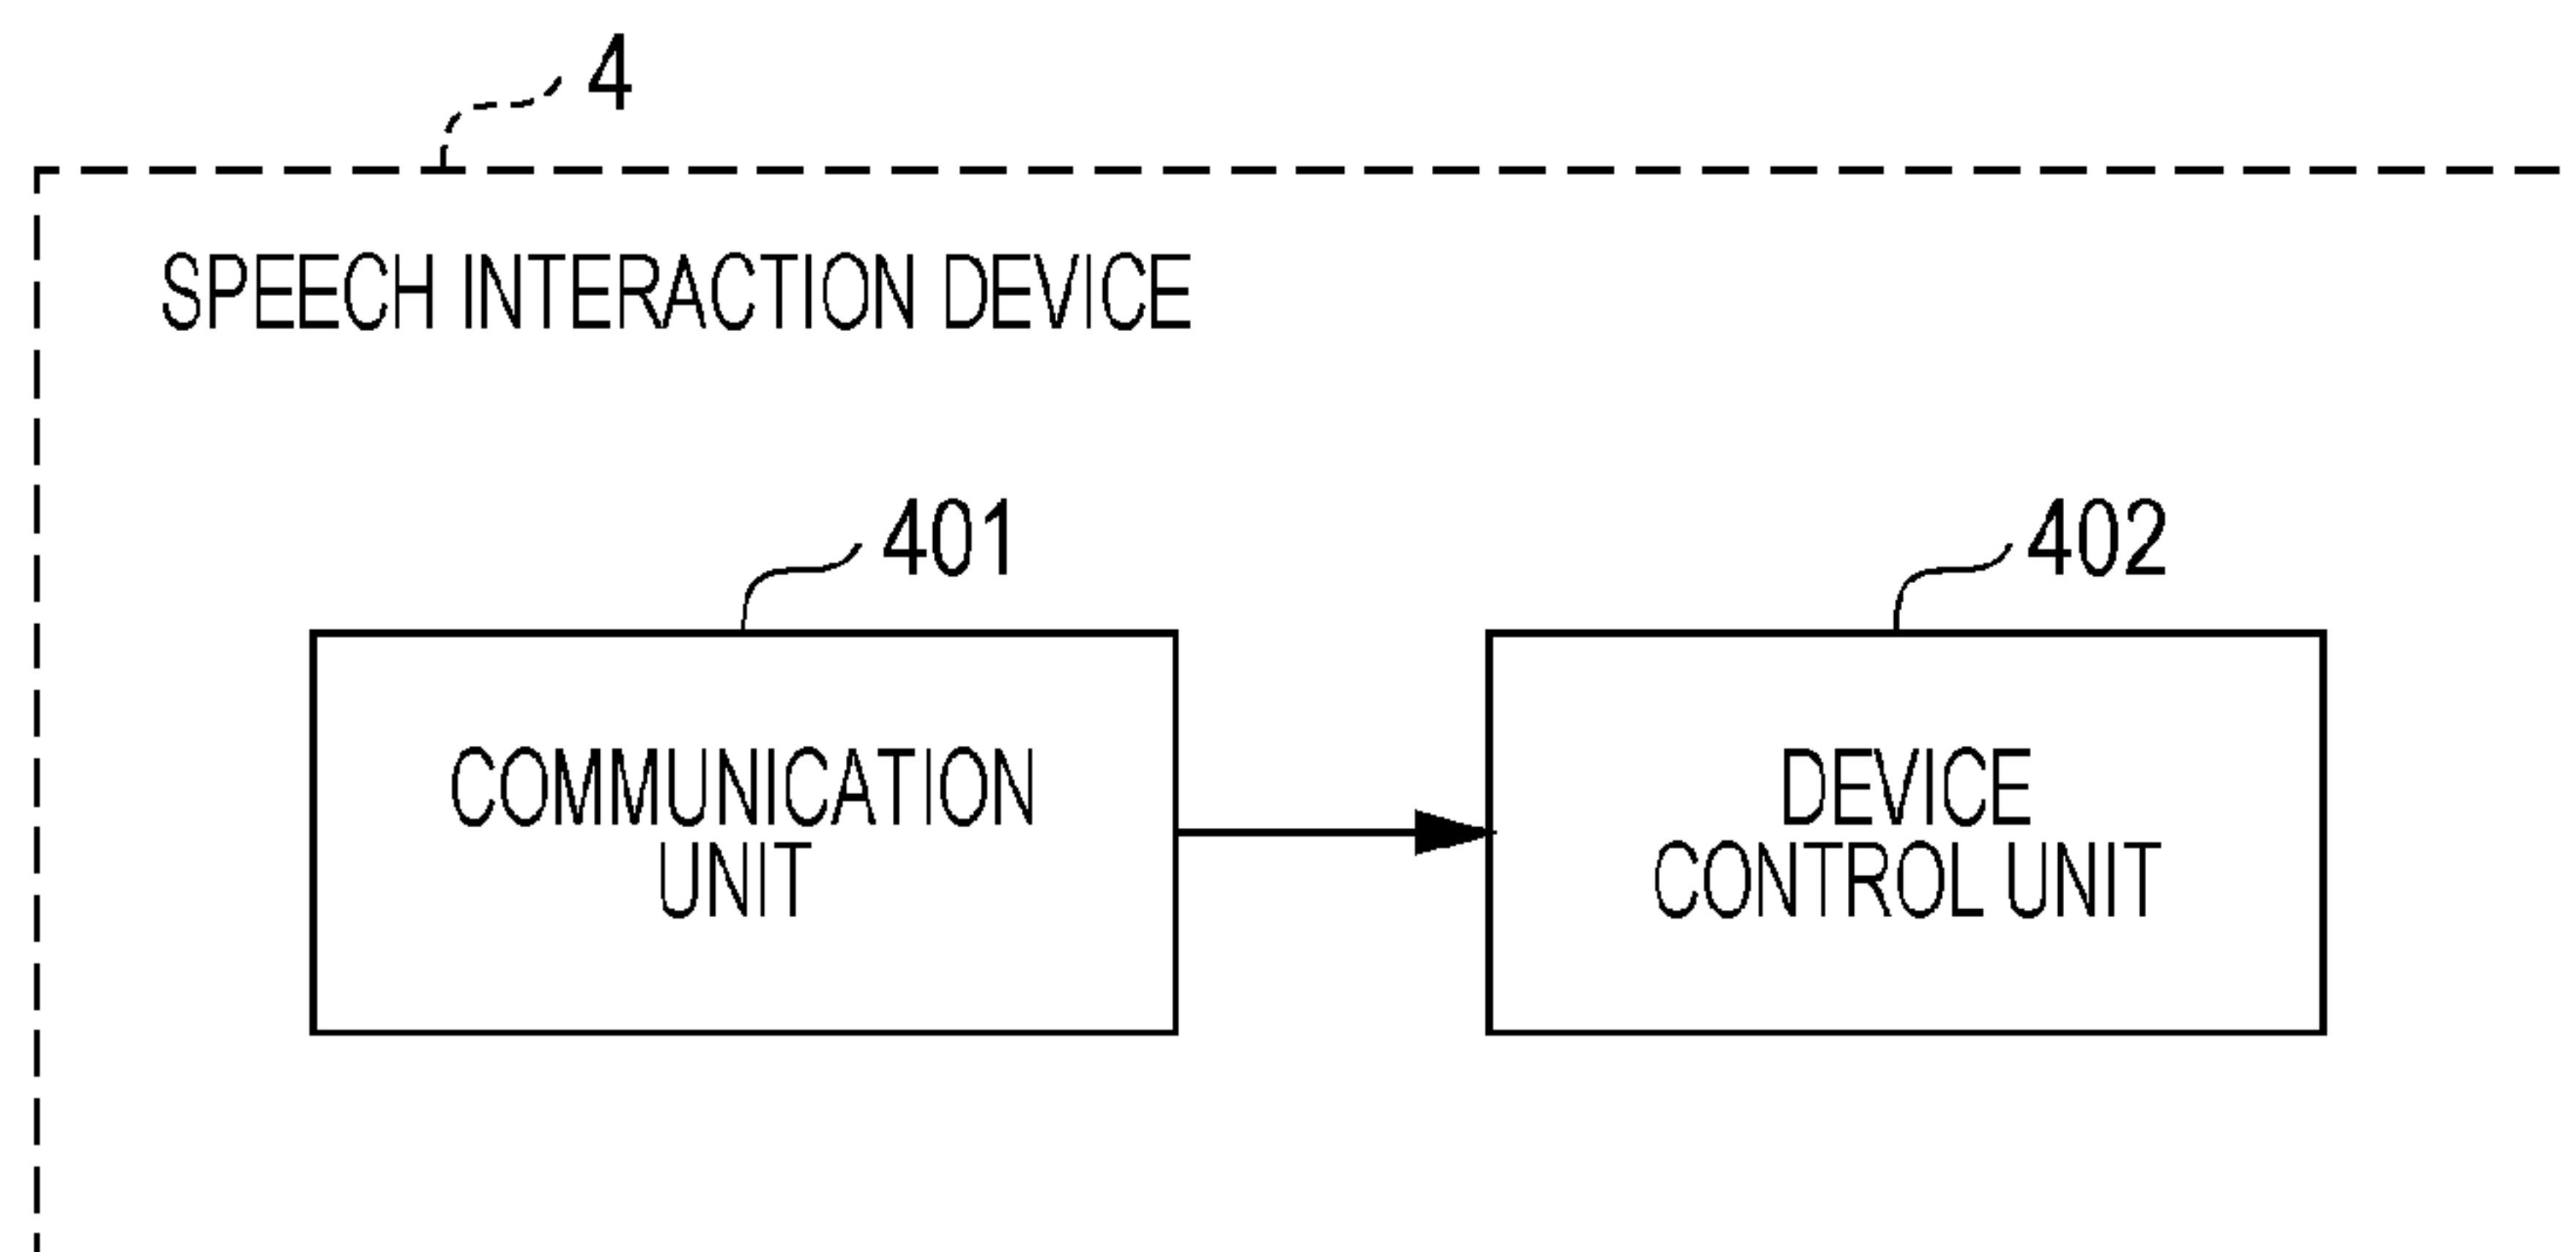 4
SPEECH INTERACTION DEVICE
401
402
COMMUNICATION
UNIT
DEVICE
CONTROL UNIT